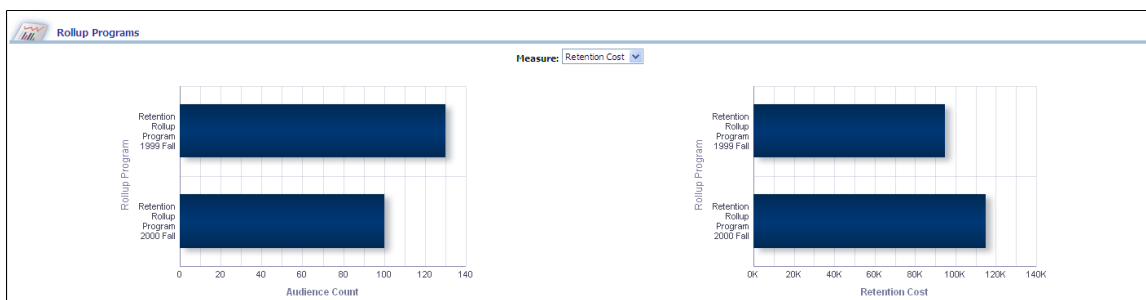 Rollup Programs
Measure: Retention Cost
Rollup Program
Retention
Rollup
Program
1999 Fall
Retention
Rollup
Program
2000 Fall
0 20 40 60 80 100 120 140
Audience Count
Rollup Program
Retention
Rollup
Program
1999 Fall
Retention
Rollup
Program
2000 Fall
0K 20K 40K 60K 80K 100K 120K 140K
Retention Cost